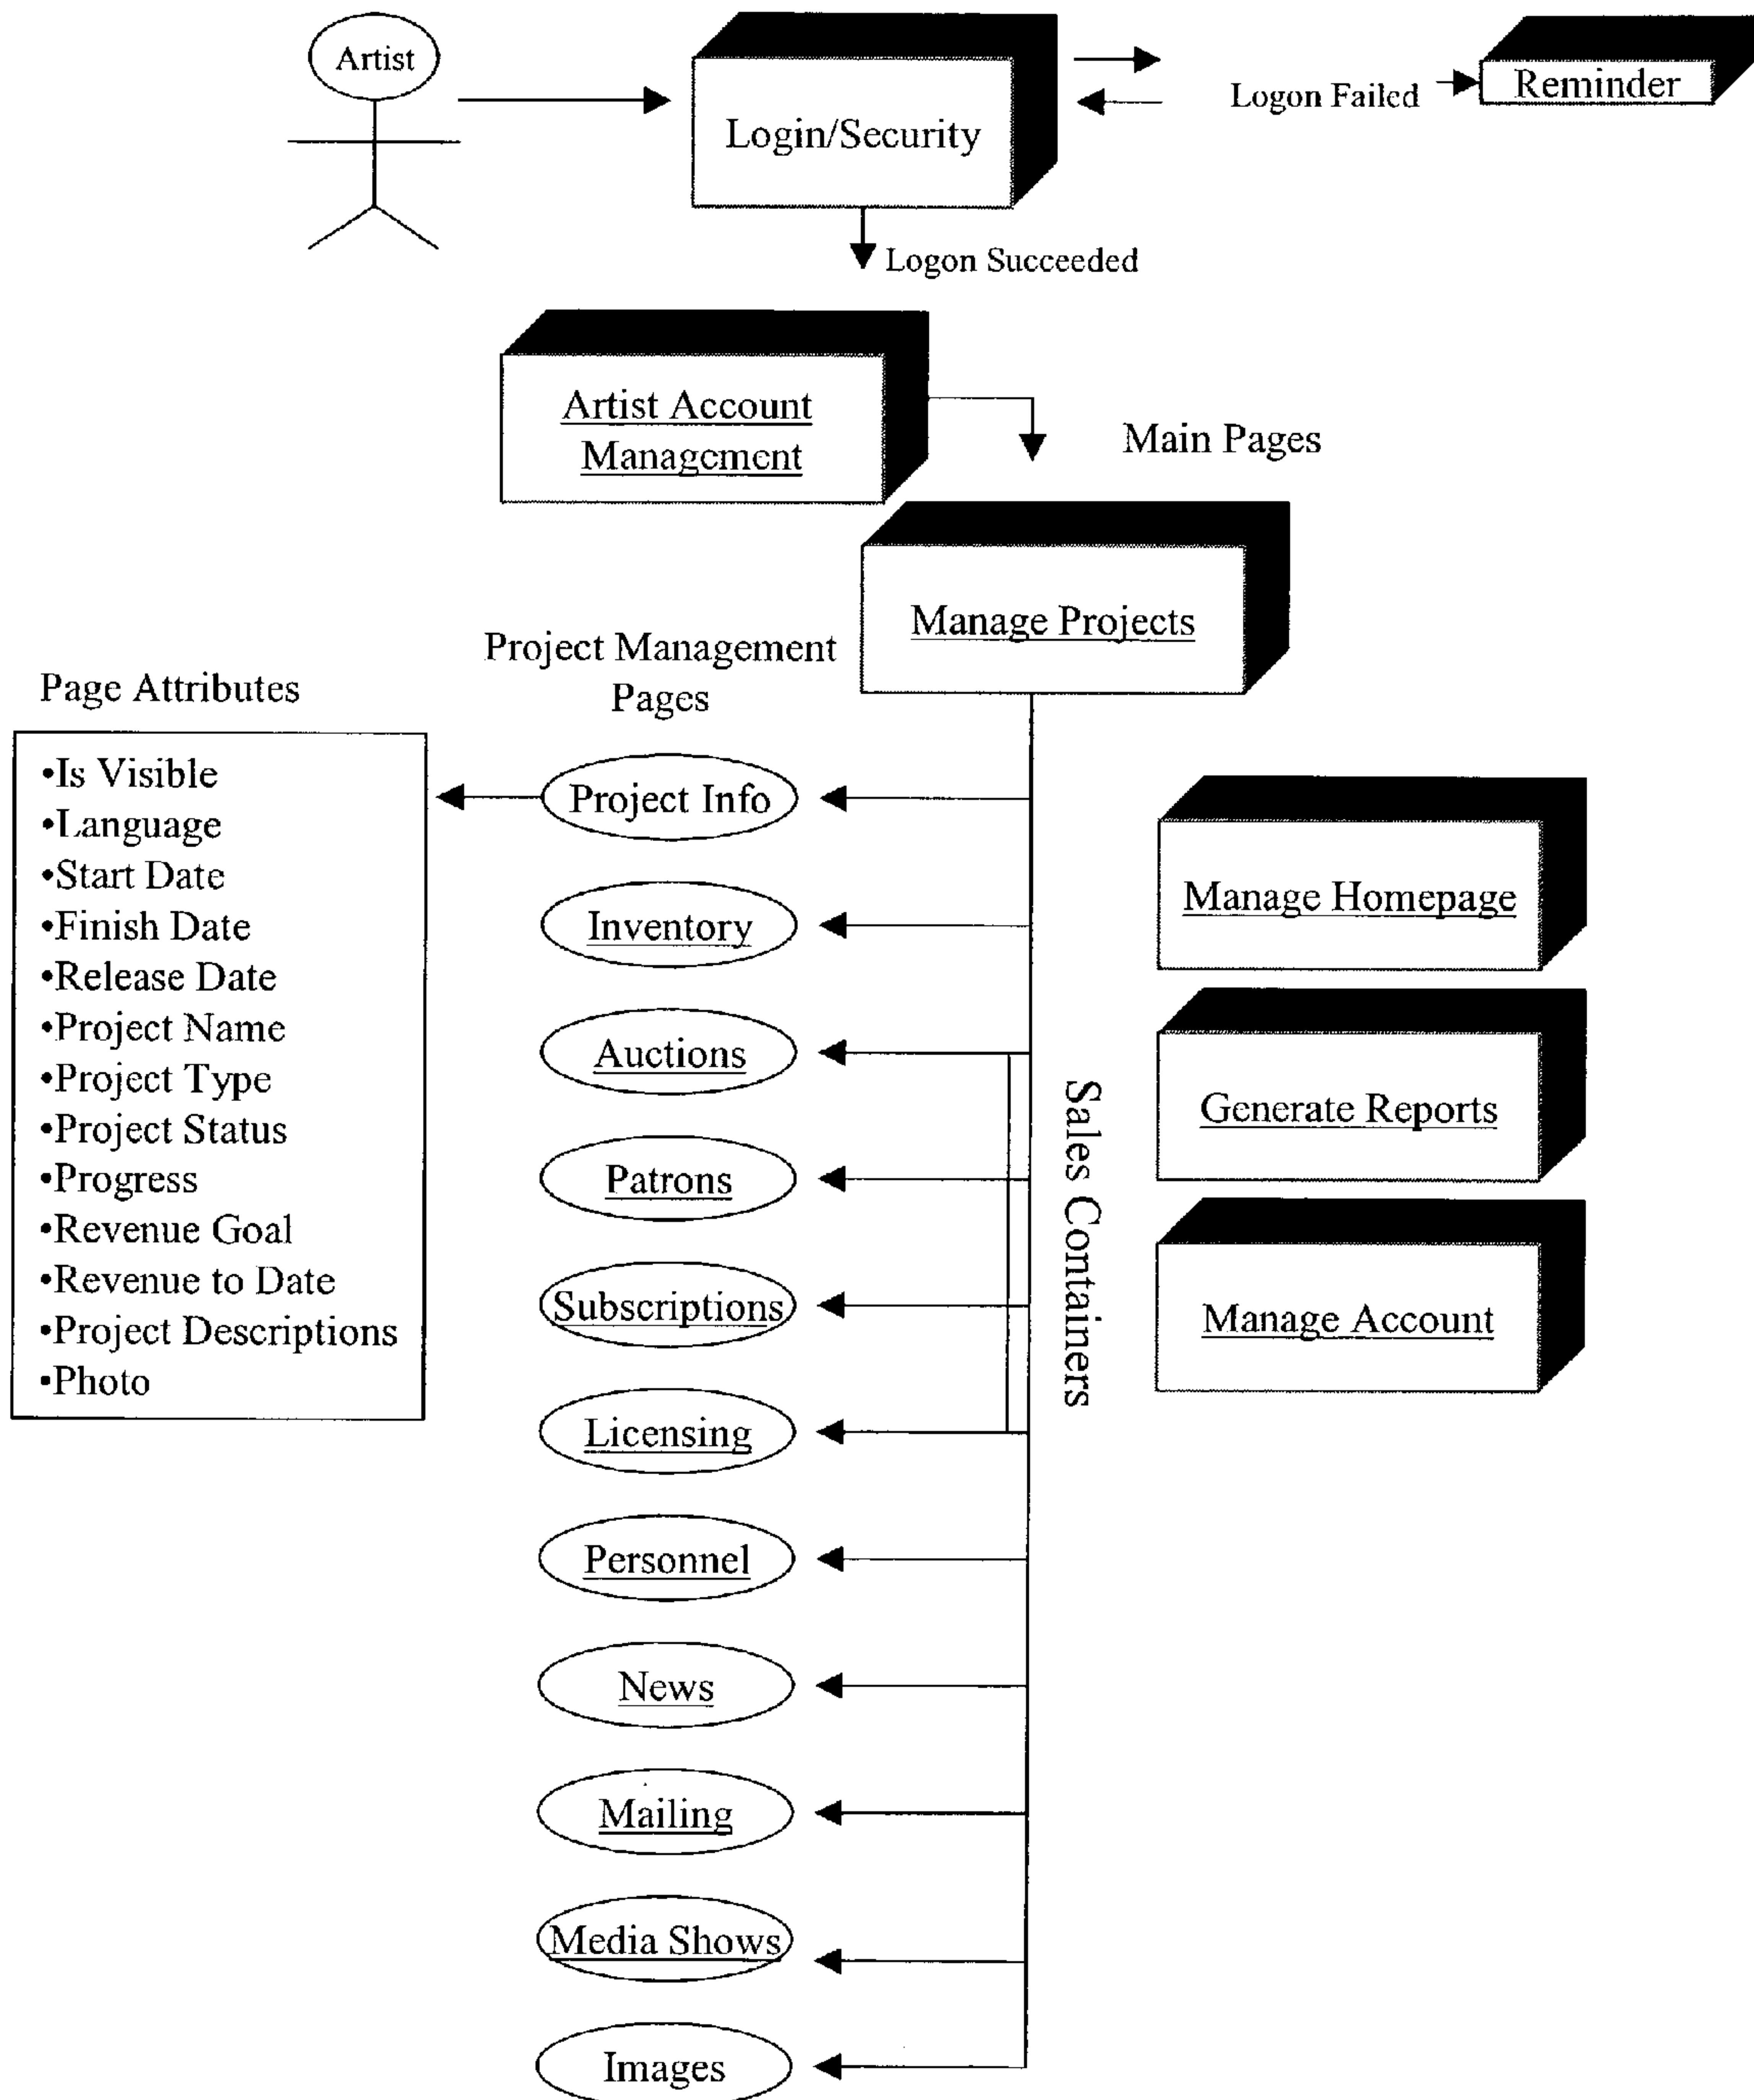 Artist
Login/Security
Logon Failed
Reminder
Logon Succeeded
Artist Account
Management
Main Pages
Manage Projects
Project Management
Pages
Page Attributes
•Is Visible
•Language
•Start Date
•Finish Date
•Release Date
•Project Name
•Project Type
•Project Status
•Progress
•Revenue Goal
•Revenue to Date
•Project Descriptions
•Photo
Project Info
Inventory
Auctions
Patrons
Subscriptions
Licensing
Personnel
News
Mailing
Media Shows
Images
Sales Containers
Manage Homepage
Generate Reports
Manage Account